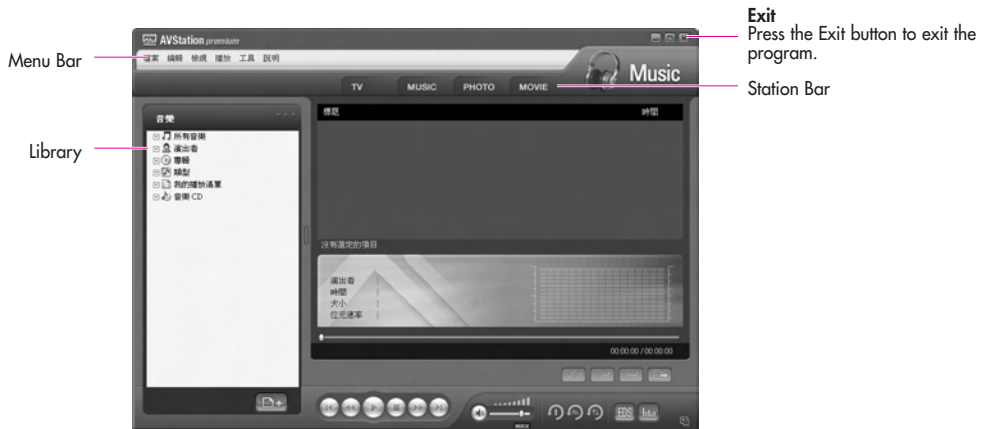 Exit
Press the Exit button to exit the
program.
Menu Bar
Station Bar
Library
AVStation premium
檔案 編輯 檢視 播放 工具 說明
Music
TV MUSIC PHOTO MOVIE
音樂
所有音樂
演出者
專輯
類型
我的播放清單
音樂 CD
標題 時間
沒有選定的項目
演出者
時間
大小
位元速率
00:00:00 / 00:00:00
MAX
EDS